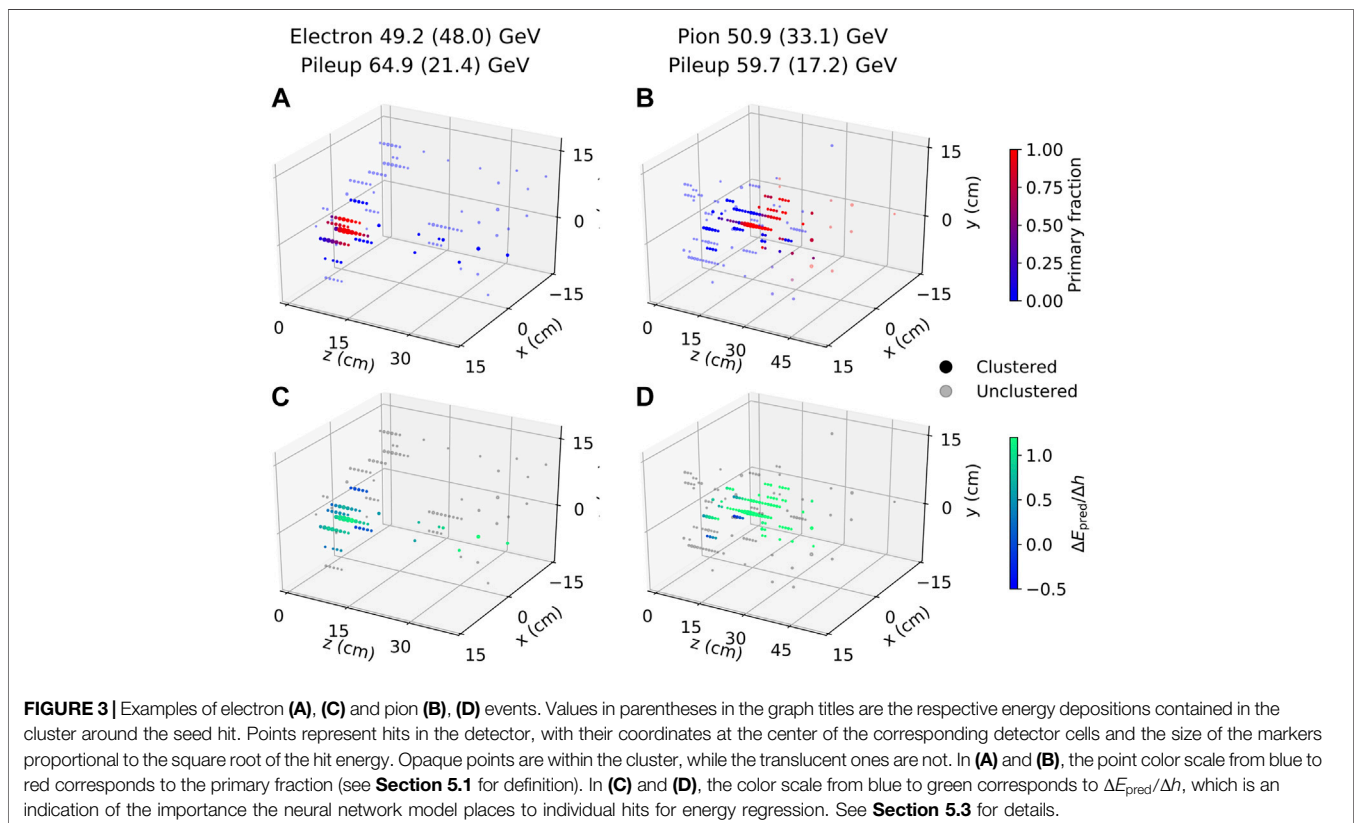 Electron 49.2 (48.0) GeV
Pileup 64.9 (21.4) GeV
Pion 50.9 (33.1) GeV
Pileup 59.7 (17.2) GeV
A
15
0
−15
0
15
x (cm)
0
15
30
z (cm)
B
15
0
y (cm)
−15
0
15
x (cm)
0
15
30
45
z (cm)
1.00
0.75
0.50
0.25
0.00
Primary fraction
Clustered
Unclustered
C
15
0
−15
0
15
x (cm)
0
15
30
z (cm)
D
15
0
y (cm)
−15
0
15
x (cm)
0
15
30
45
z (cm)
1.0
0.5
0.0
−0.5
ΔE_pred/Δh
FIGURE 3 | Examples of electron (A), (C) and pion (B), (D) events. Values in parentheses in the graph titles are the respective energy depositions contained in the
cluster around the seed hit. Points represent hits in the detector, with their coordinates at the center of the corresponding detector cells and the size of the markers
proportional to the square root of the hit energy. Opaque points are within the cluster, while the translucent ones are not. In (A) and (B), the point color scale from blue to
red corresponds to the primary fraction (see Section 5.1 for definition). In (C) and (D), the color scale from blue to green corresponds to ΔE_pred/Δh, which is an
indication of the importance the neural network model places to individual hits for energy regression. See Section 5.3 for details.